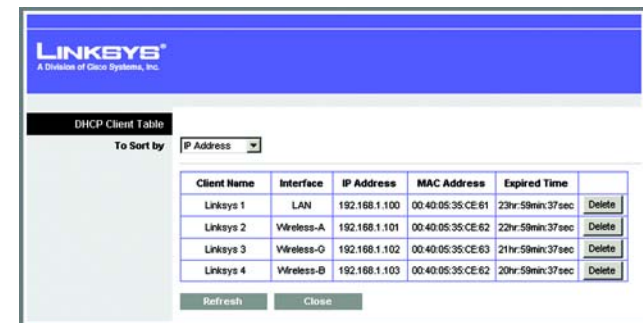 LINKSYS®
A Division of Cisco Systems, Inc.
DHCP Client Table
To Sort by IP Address
Client Name Interface IP Address MAC Address Expired Time
Linksys 1 LAN 192.168.1.100 00:40:05:35:CE:61 23hr:59min:37sec Delete
Linksys 2 Wireless-A 192.168.1.101 00:40:05:35:CE:62 22hr:59min:37sec Delete
Linksys 3 Wireless-G 192.168.1.102 00:40:05:35:CE:63 21hr:59min:37sec Delete
Linksys 4 Wireless-B 192.168.1.103 00:40:05:35:CE:62 20hr:59min:37sec Delete
Refresh Close